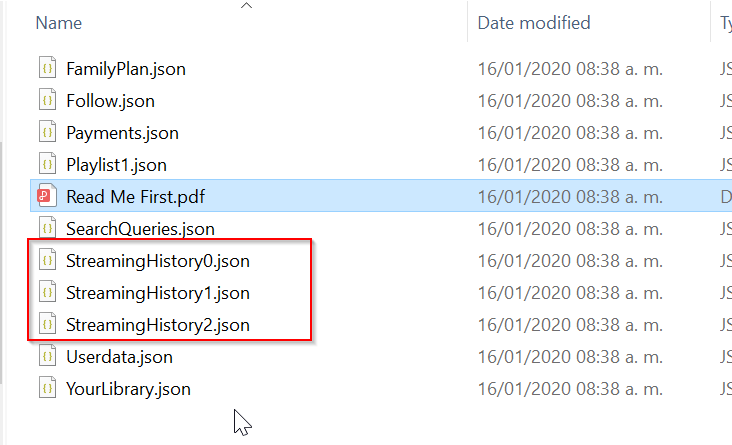 Name Date modified Ty
FamilyPlan.json 16/01/2020 08:38 a. m. JS
Follow.json 16/01/2020 08:38 a. m. JS
Payments.json 16/01/2020 08:38 a. m. JS
Playlist1.json 16/01/2020 08:38 a. m. JS
Read Me First.pdf 16/01/2020 08:38 a. m. D
SearchQueries.json 16/01/2020 08:38 a. m. JS
StreamingHistory0.json 16/01/2020 08:38 a. m. JS
StreamingHistory1.json 16/01/2020 08:38 a. m. JS
StreamingHistory2.json 16/01/2020 08:38 a. m. JS
Userdata.json 16/01/2020 08:38 a. m. JS
YourLibrary.json 16/01/2020 08:38 a. m. JS